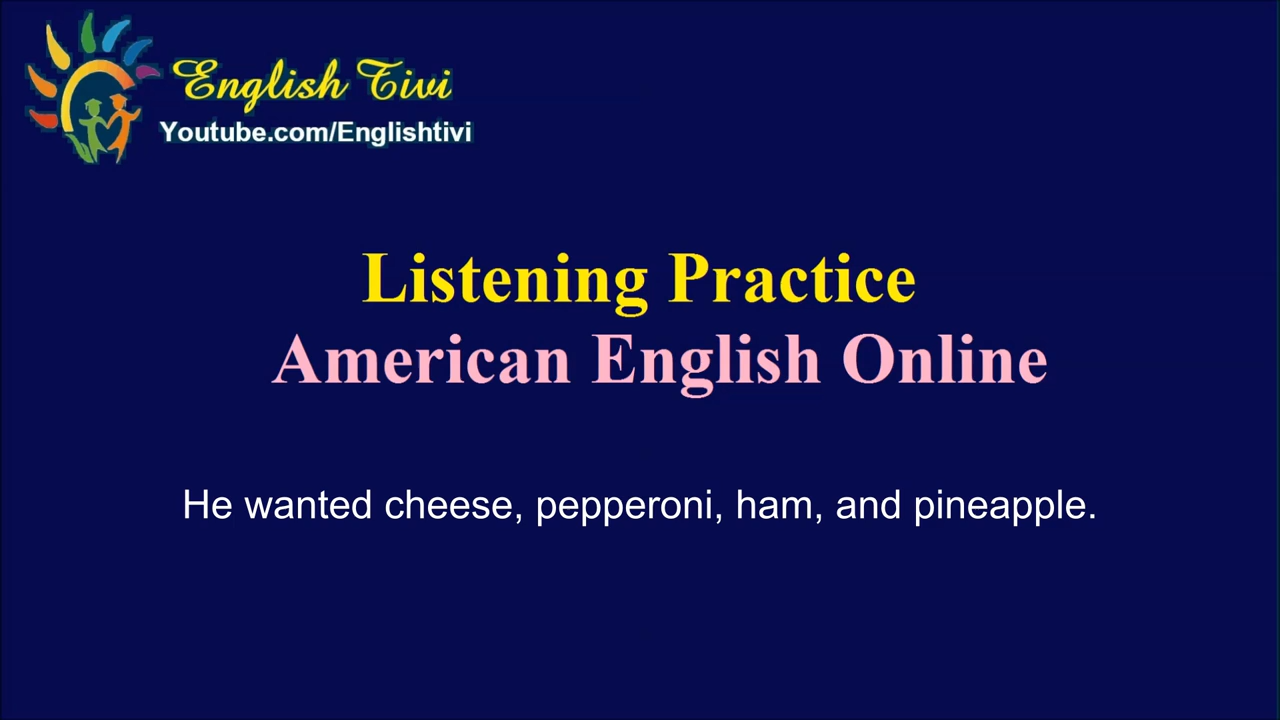 English Tivi
Youtube.com/Englishtivi
Listening Practice
American English Online
He wanted cheese, pepperoni, ham, and pineapple.